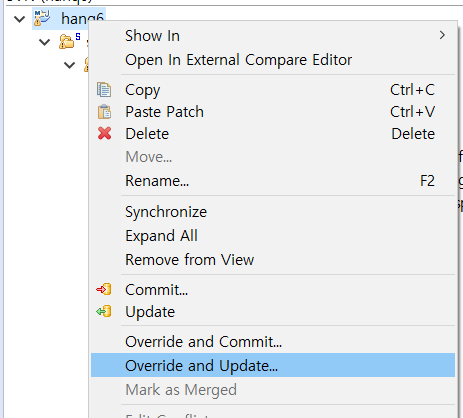 hang6
Show In
Open In External Compare Editor
Copy Ctrl+C
Paste Patch Ctrl+V
Delete Delete
Move...
Rename... F2
Synchronize
Expand All
Remove from View
Commit...
Update
Override and Commit...
Override and Update...
Mark as Merged